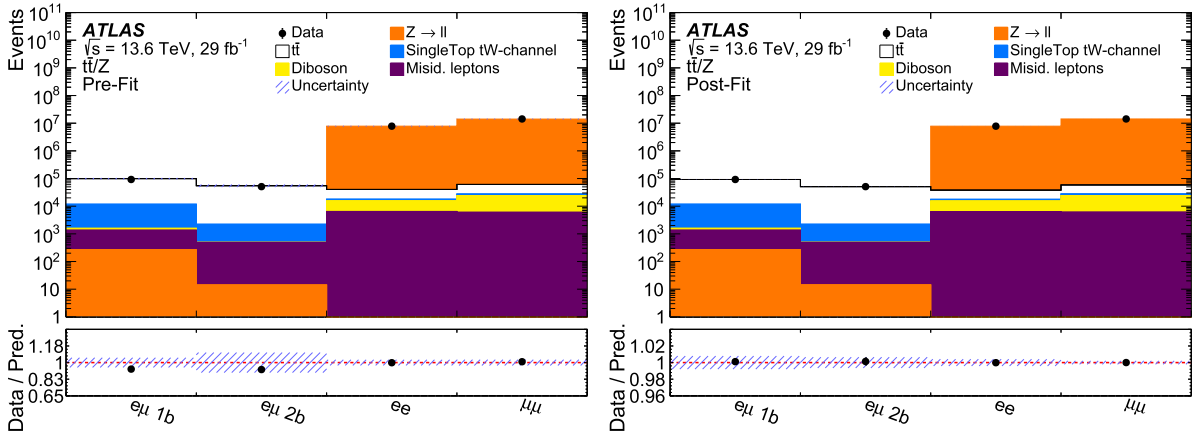 Events
10¹¹
10¹⁰
10⁹
10⁸
10⁷
10⁶
10⁵
10⁴
10³
10²
10
1
ATLAS
√s = 13.6 TeV, 29 fb⁻¹
tt̄/Z
Pre-Fit
Data
tt̄
Diboson
Uncertainty
Z → ll
SingleTop tW-channel
Misid. leptons
Data / Pred.
1.18
1
0.83
0.65
eμ 1b
eμ 2b
ee
μμ
Events
10¹¹
10¹⁰
10⁹
10⁸
10⁷
10⁶
10⁵
10⁴
10³
10²
10
1
ATLAS
√s = 13.6 TeV, 29 fb⁻¹
tt̄/Z
Post-Fit
Data
tt̄
Diboson
Uncertainty
Z → ll
SingleTop tW-channel
Misid. leptons
Data / Pred.
1.02
1
0.98
0.96
eμ 1b
eμ 2b
ee
μμ